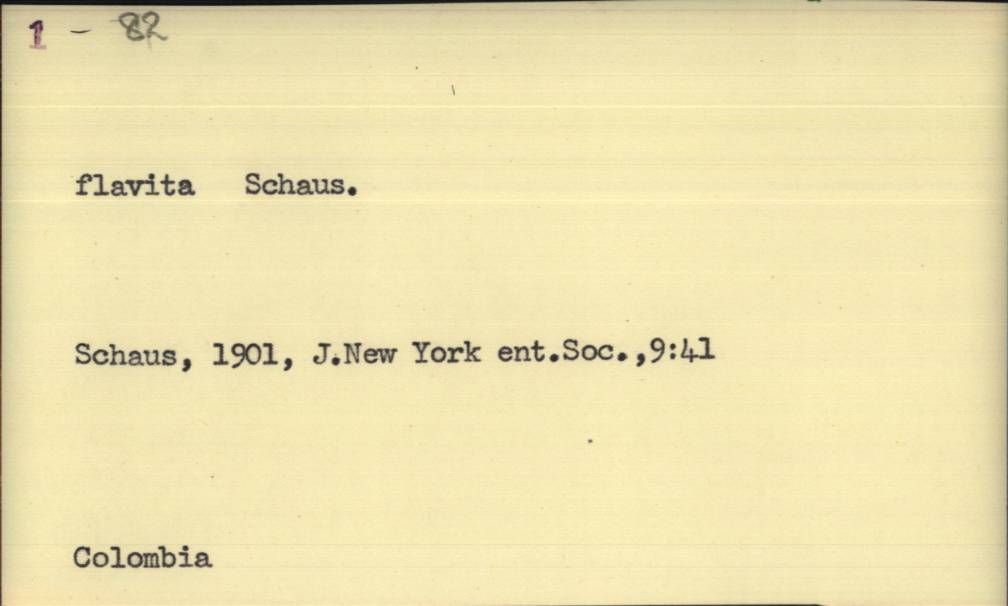 1 - 82
flavita Schaus.
Schaus, 1901, J.New York ent.Soc.,9:41
Colombia